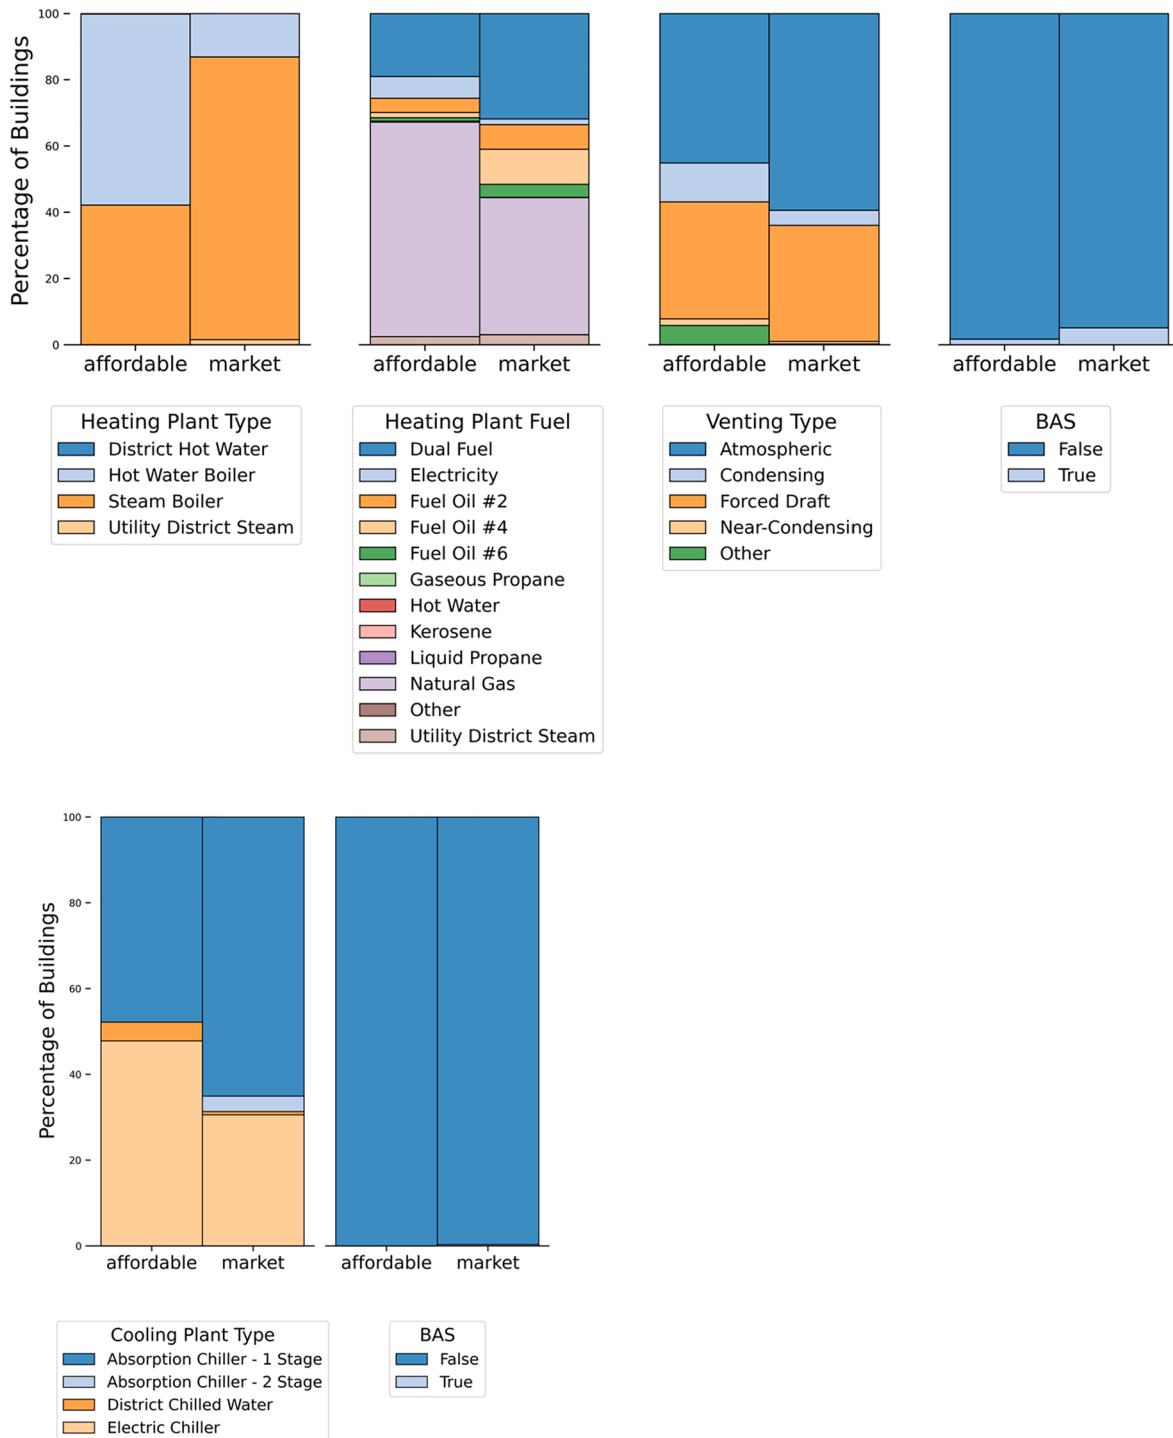 Percentage of Buildings
100
80
60
40
20
0
affordable market
affordable market
affordable market
affordable market
Heating Plant Type
District Hot Water
Hot Water Boiler
Steam Boiler
Utility District Steam
Heating Plant Fuel
Dual Fuel
Electricity
Fuel Oil #2
Fuel Oil #4
Fuel Oil #6
Gaseous Propane
Hot Water
Kerosene
Liquid Propane
Natural Gas
Other
Utility District Steam
Venting Type
Atmospheric
Condensing
Forced Draft
Near-Condensing
Other
BAS
False
True
Percentage of Buildings
100
80
60
40
20
0
affordable market
affordable market
Cooling Plant Type
Absorption Chiller - 1 Stage
Absorption Chiller - 2 Stage
District Chilled Water
Electric Chiller
BAS
False
True